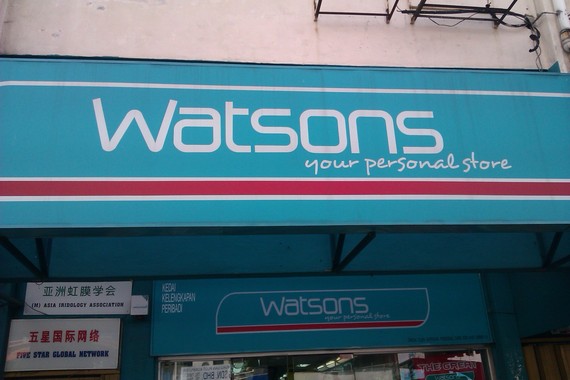 Watsons
your personal store
亚洲虹膜学会
(M) ASIA IRIDOLOGY ASSOCIATION
五星国际网络
FIVE STAR GLOBAL NETWORK
KEDAI
KELENGKAPAN
PERIBADI
Watsons
your personal store